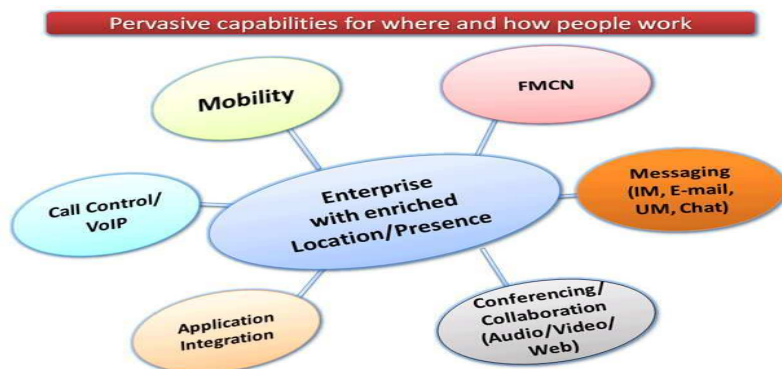 Pervasive capabilities for where and how people work
Mobility
FMCN
Enterprise
with enriched
Location/Presence
Messaging
(IM, E-mail,
UM, Chat)
Call Control/
VoIP
Application
Integration
Conferencing/
Collaboration
(Audio/Video/
Web)